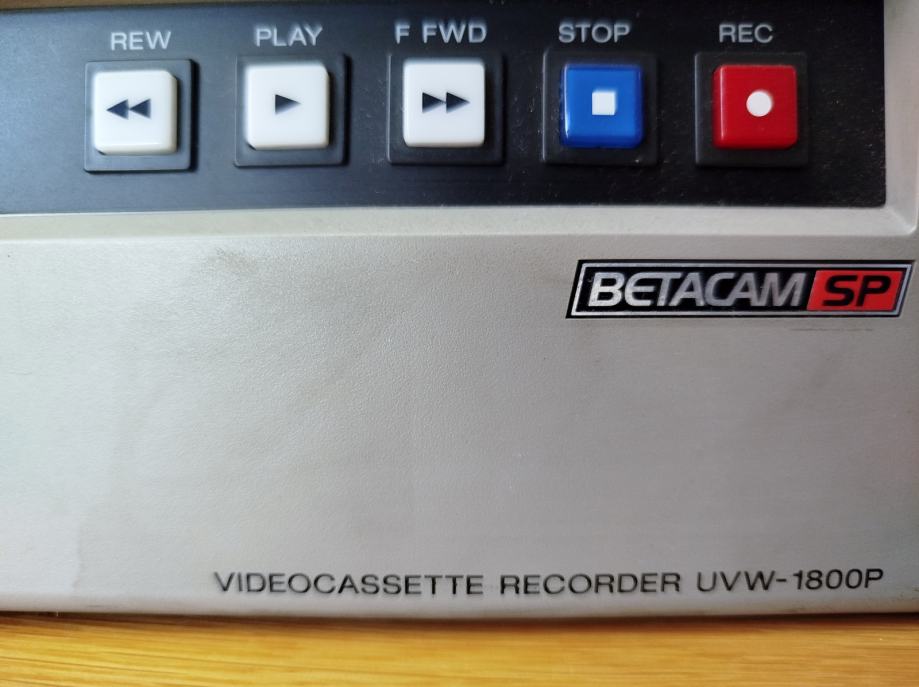 REW PLAY F FWD STOP REC
BETACAM SP
VIDEOCASSETTE RECORDER UVW-1800P